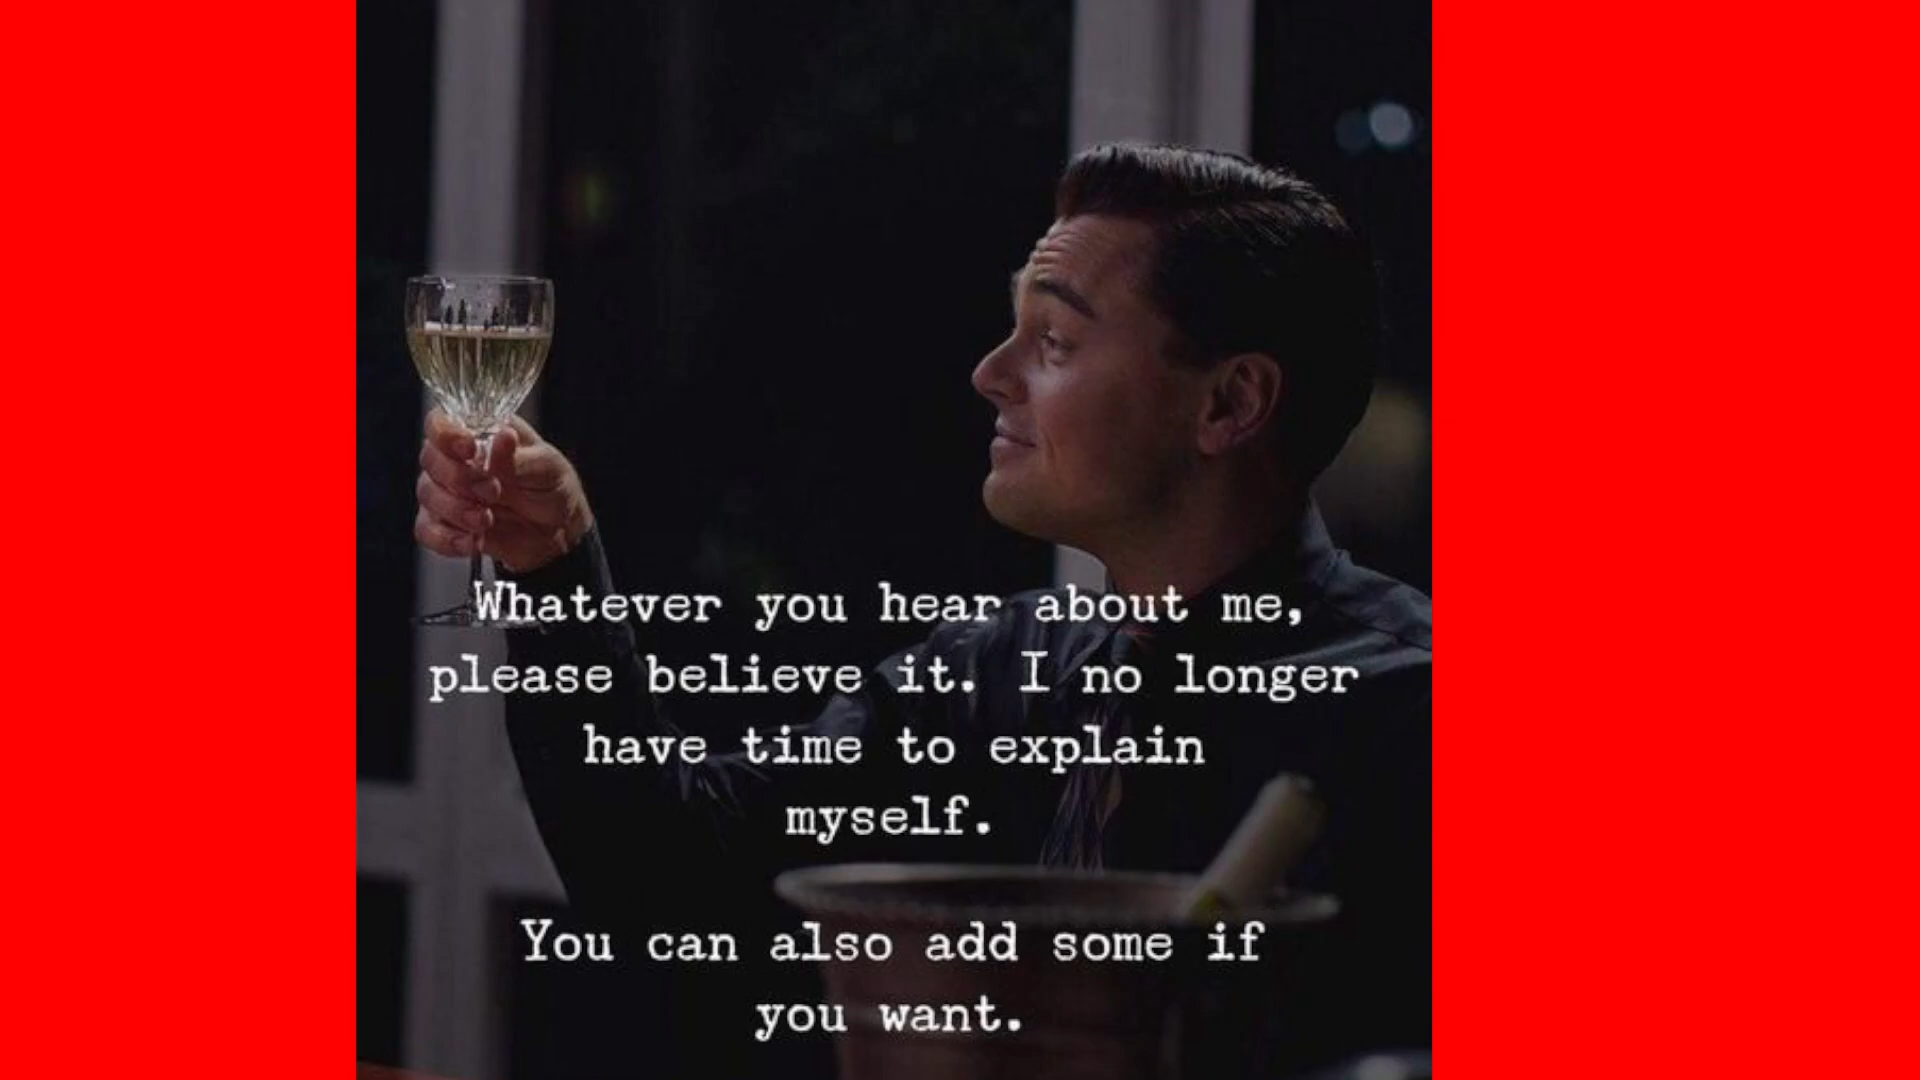 Whatever you hear about me,
please believe it. I no longer
have time to explain
myself.
You can also add some if
you want.